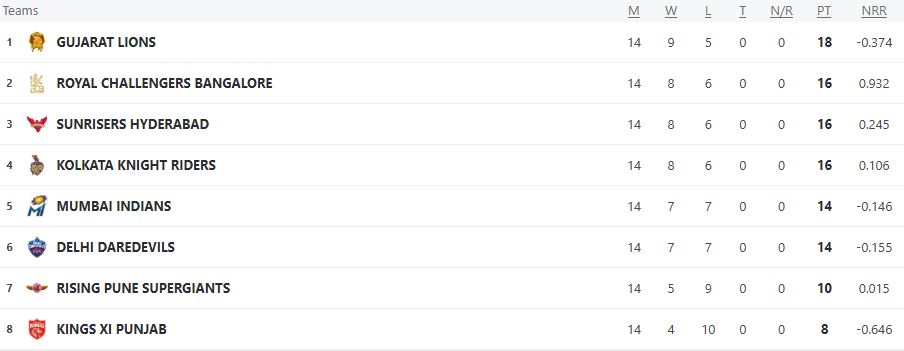 Teams M W L T N/R PT NRR
1 GUJARAT LIONS 14 9 5 0 0 18 -0.374
2 ROYAL CHALLENGERS BANGALORE 14 8 6 0 0 16 0.932
3 SUNRISERS HYDERABAD 14 8 6 0 0 16 0.245
4 KOLKATA KNIGHT RIDERS 14 8 6 0 0 16 0.106
5 MUMBAI INDIANS 14 7 7 0 0 14 -0.146
6 DELHI DAREDEVILS 14 7 7 0 0 14 -0.155
7 RISING PUNE SUPERGIANTS 14 5 9 0 0 10 0.015
8 KINGS XI PUNJAB 14 4 10 0 0 8 -0.646